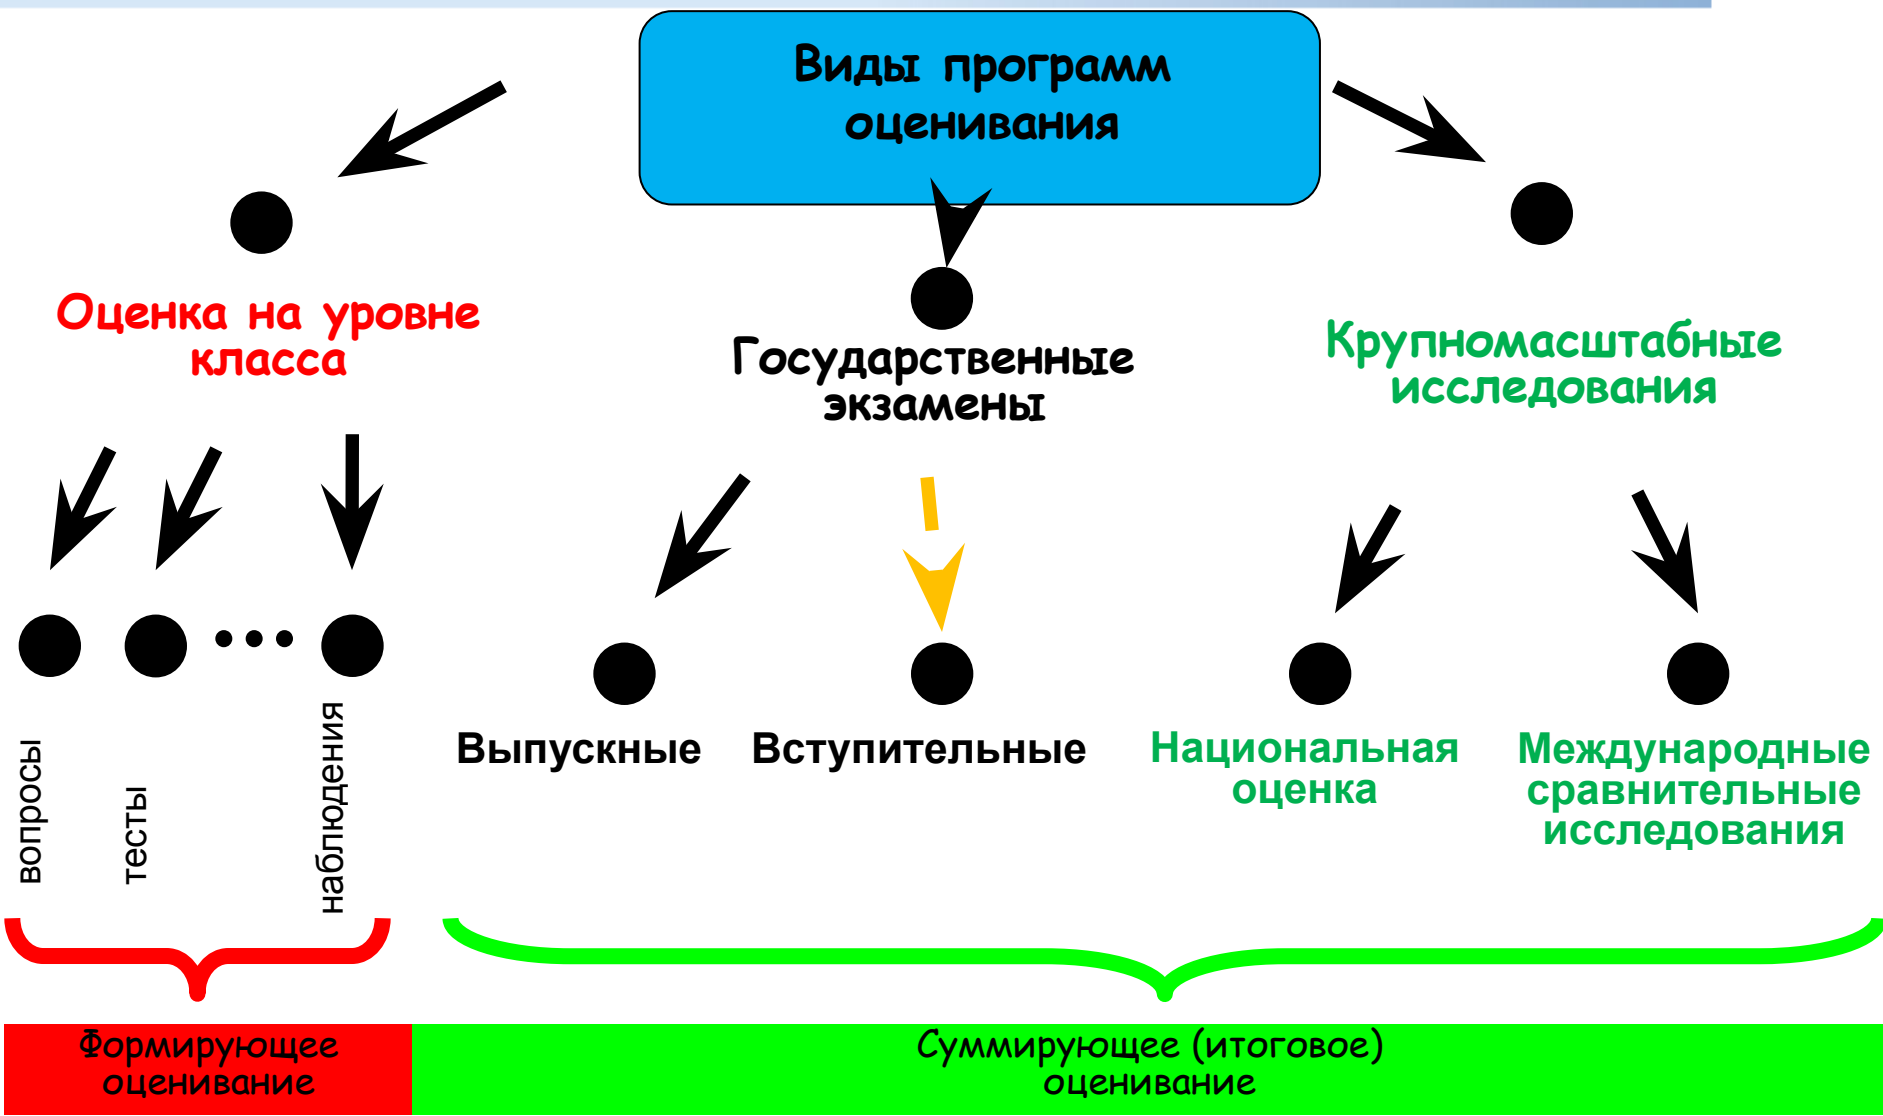 Виды программ
оценивания
Оценка на уровне
класса
Государственные
экзамены
Крупномасштабные
исследования
вопросы
тесты
наблюдения
Выпускные
Вступительные
Национальная
оценка
Международные
сравнительные
исследования
Формирующее
оценивание
Суммирующее (итоговое)
оценивание